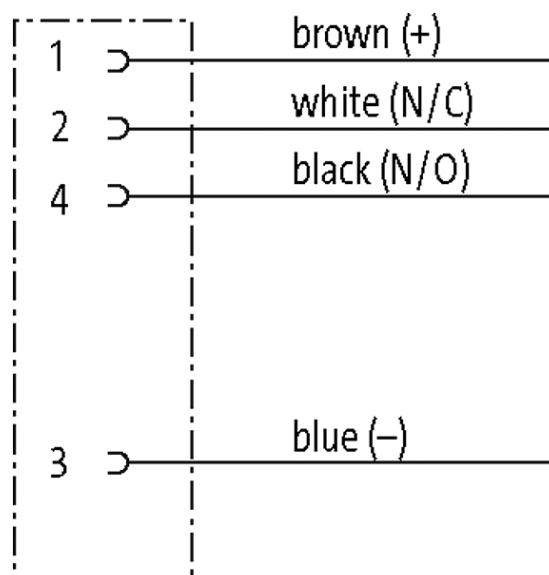 1 brown (+)
2 white (N/C)
4 black (N/O)
3 blue (–)